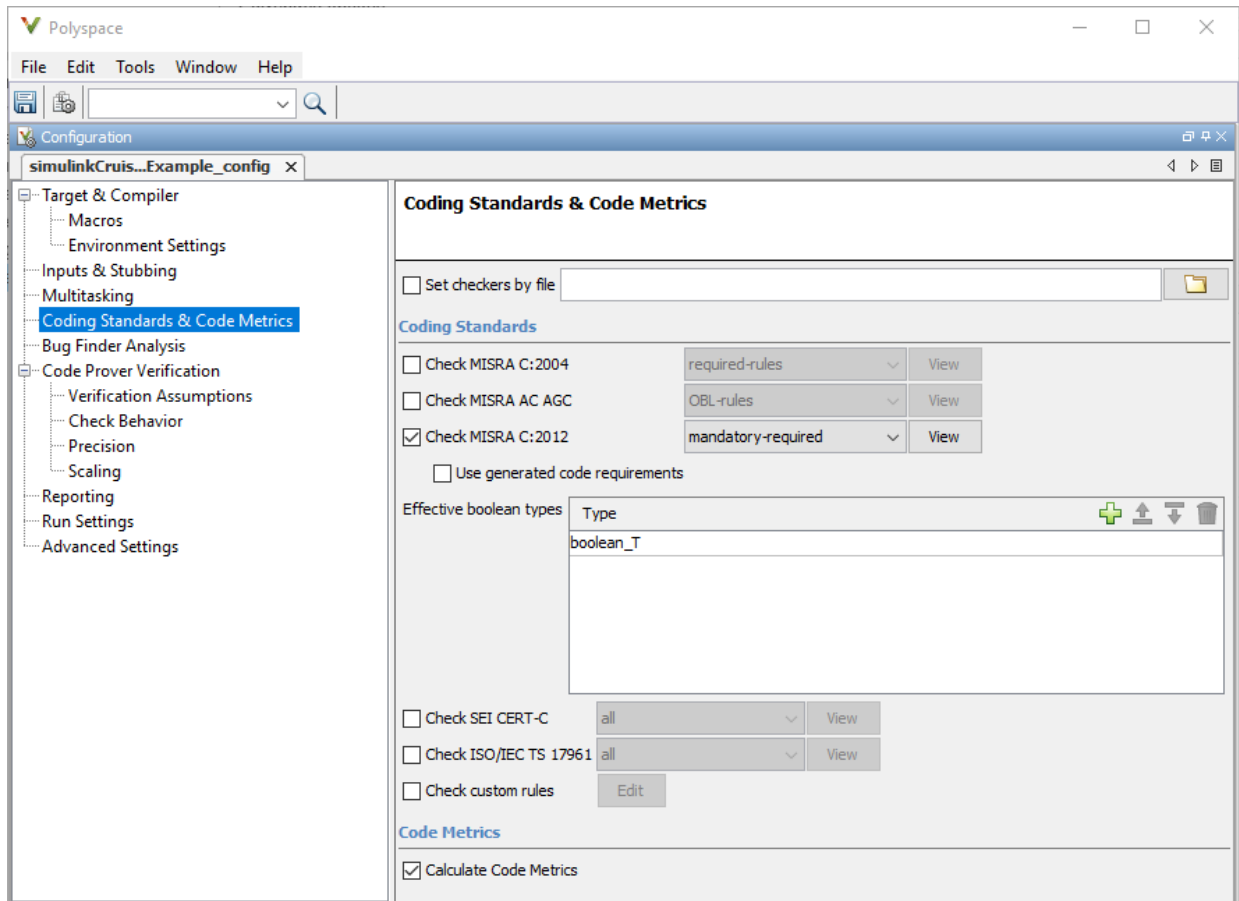 Polyspace
File Edit Tools Window Help
Configuration
simulinkCruis...Example_config
Target & Compiler
Macros
Environment Settings
Inputs & Stubbing
Multitasking
Coding Standards & Code Metrics
Bug Finder Analysis
Code Prover Verification
Verification Assumptions
Check Behavior
Precision
Scaling
Reporting
Run Settings
Advanced Settings
Coding Standards & Code Metrics
Set checkers by file
Coding Standards
Check MISRA C:2004 required-rules View
Check MISRA AC AGC OBL-rules View
Check MISRA C:2012 mandatory-required View
Use generated code requirements
Effective boolean types Type
boolean_T
Check SEI CERT-C all View
Check ISO/IEC TS 17961 all View
Check custom rules Edit
Code Metrics
Calculate Code Metrics